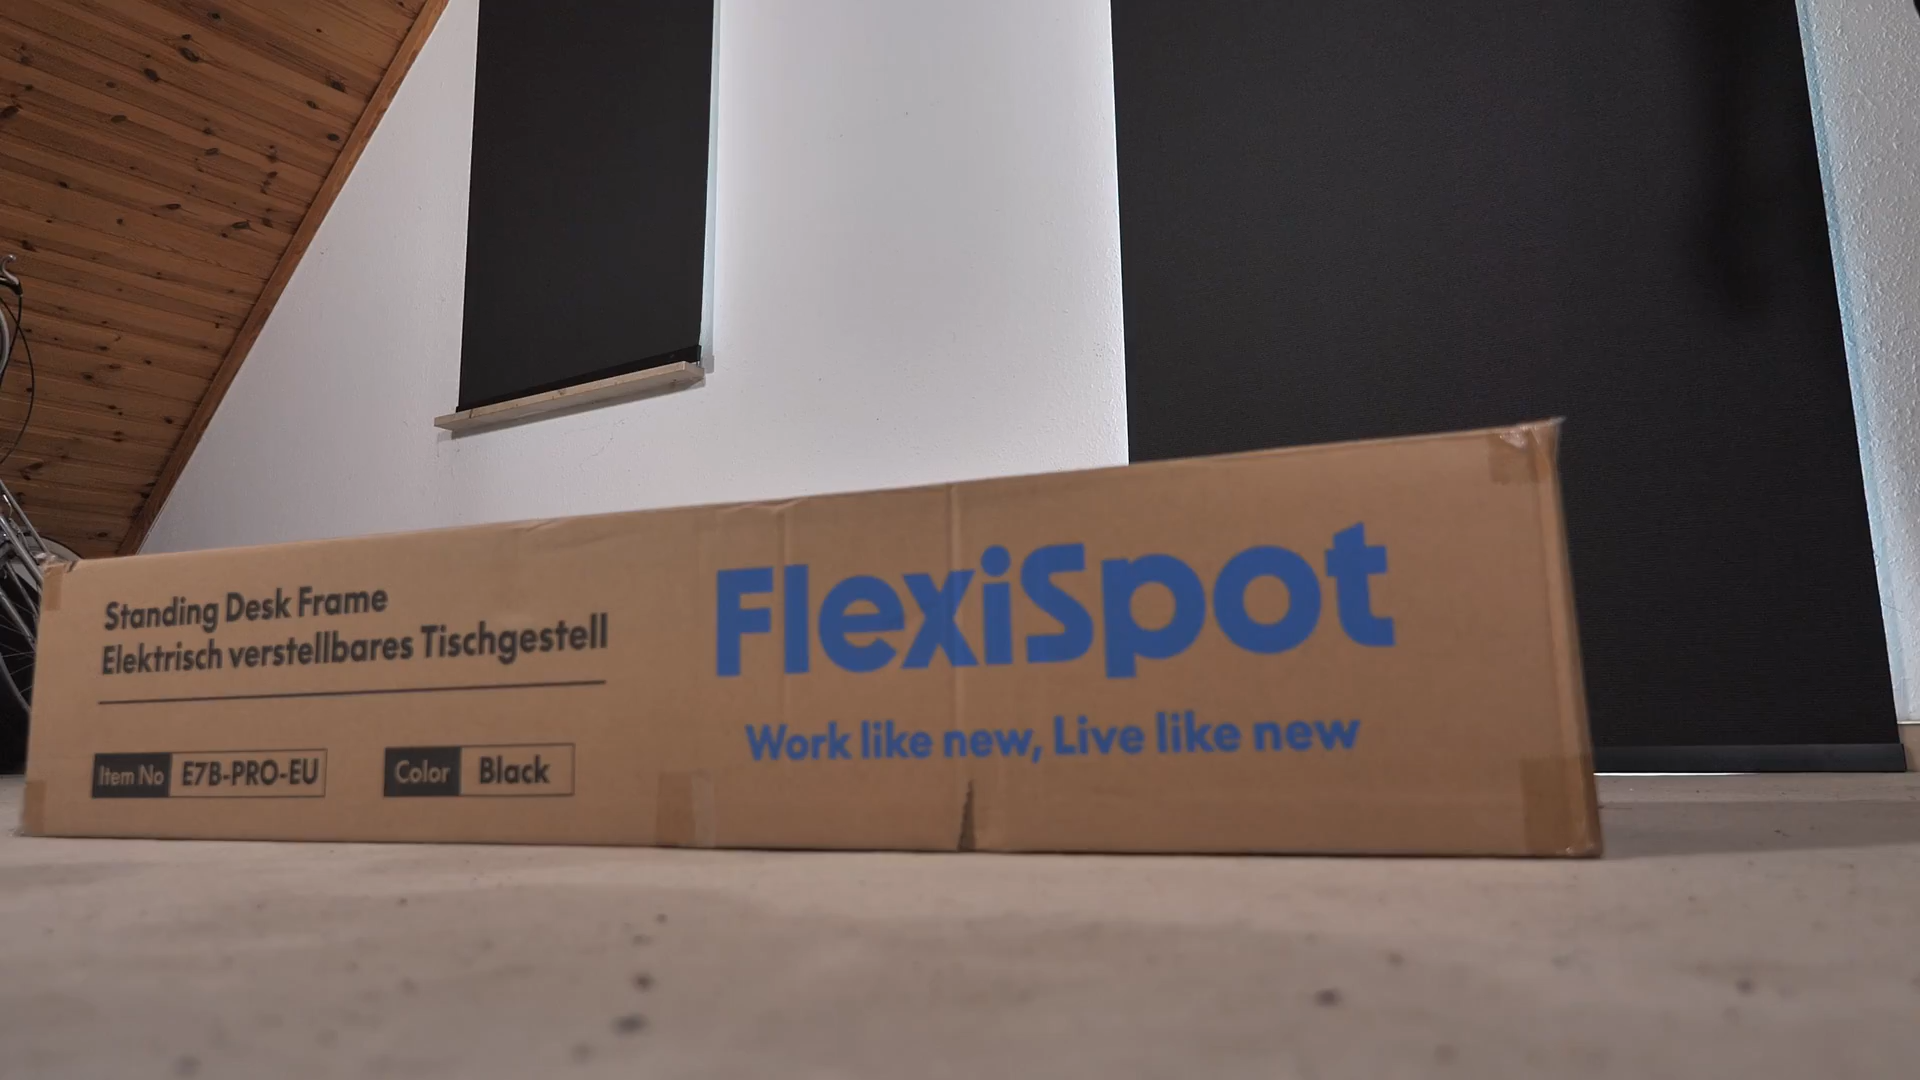 Standing Desk Frame
Elektrisch verstellbares Tischgestell
Item No E7B-PRO-EU
Color Black
FlexiSpot
Work like new, Live like new